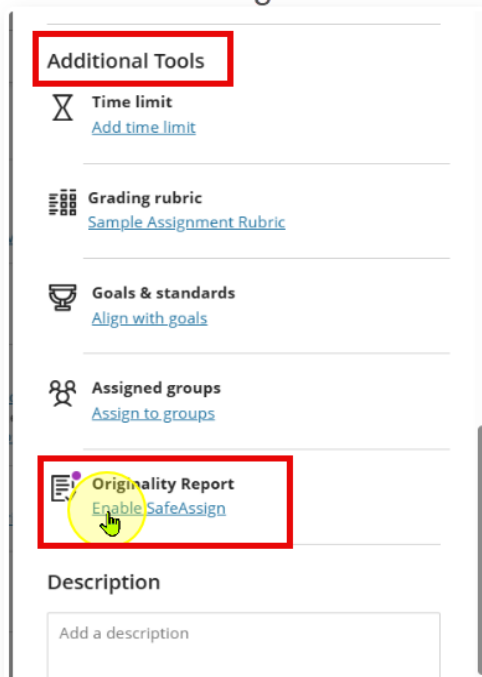 Additional Tools
Time limit
Add time limit
Grading rubric
Sample Assignment Rubric
Goals & standards
Align with goals
Assigned groups
Assign to groups
Originality Report
Enable SafeAssign
Description
Add a description